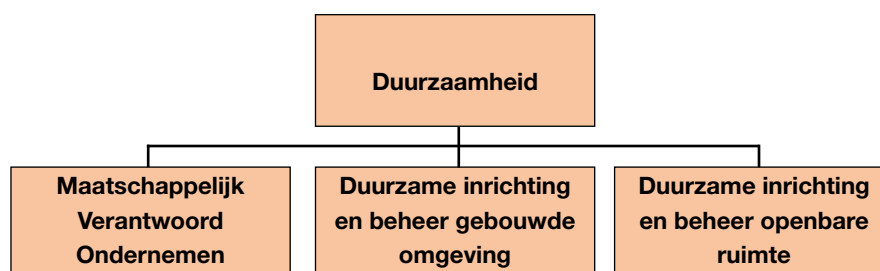 Duurzaamheid
Maatschappelijk
Verantwoord
Ondernemen
Duurzame inrichting
en beheer gebouwde
omgeving
Duurzame inrichting
en beheer openbare
ruimte